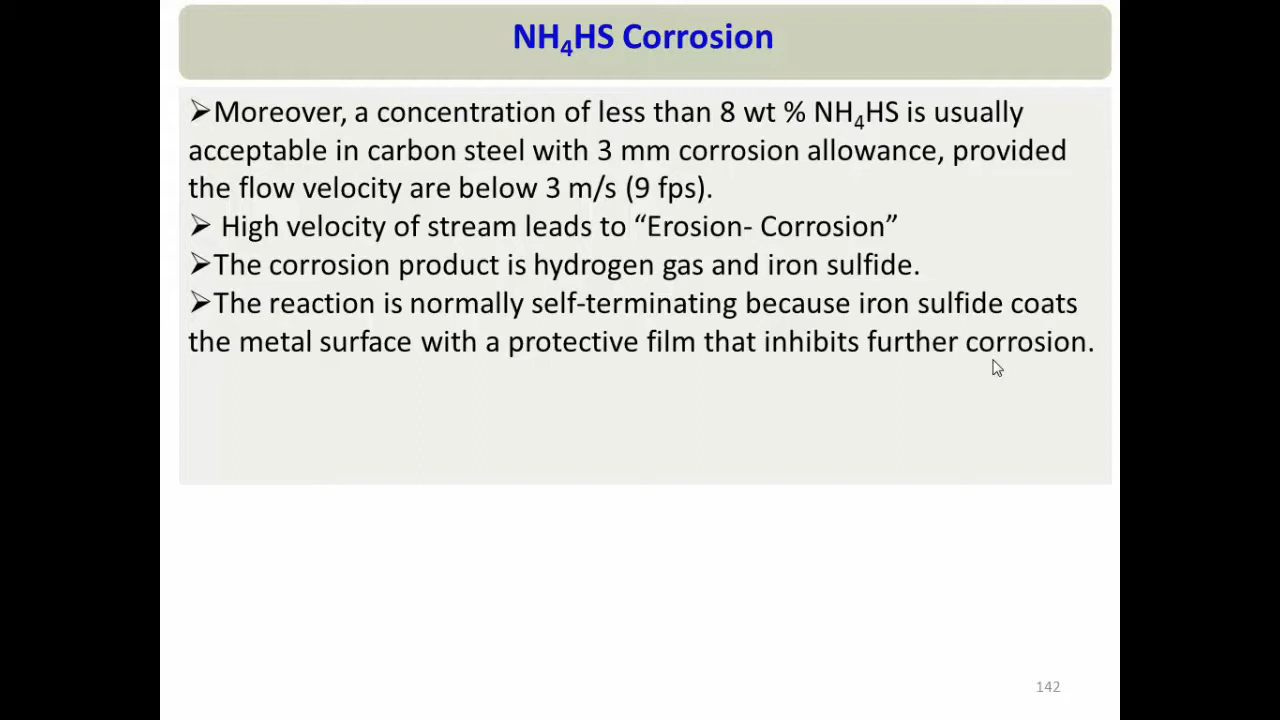 NH₄HS Corrosion
➢Moreover, a concentration of less than 8 wt % NH₄HS is usually
acceptable in carbon steel with 3 mm corrosion allowance, provided
the flow velocity are below 3 m/s (9 fps).
➢ High velocity of stream leads to “Erosion- Corrosion”
➢The corrosion product is hydrogen gas and iron sulfide.
➢The reaction is normally self-terminating because iron sulfide coats
the metal surface with a protective film that inhibits further corrosion.
142